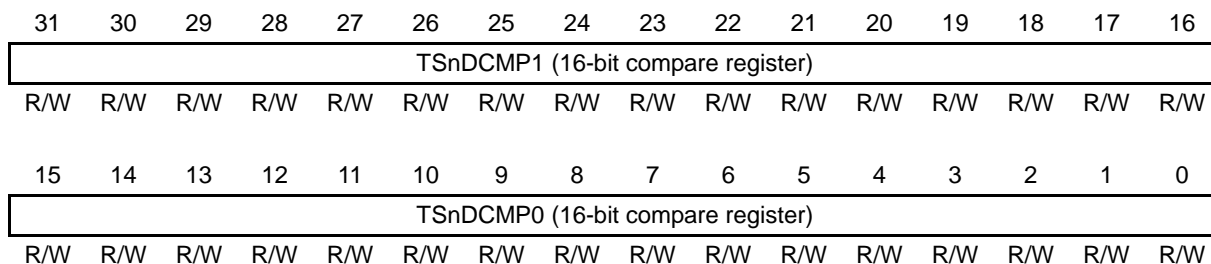 31 30 29 28 27 26 25 24 23 22 21 20 19 18 17 16
TSnDCMP1 (16-bit compare register)
R/W R/W R/W R/W R/W R/W R/W R/W R/W R/W R/W R/W R/W R/W R/W R/W
15 14 13 12 11 10 9 8 7 6 5 4 3 2 1 0
TSnDCMP0 (16-bit compare register)
R/W R/W R/W R/W R/W R/W R/W R/W R/W R/W R/W R/W R/W R/W R/W R/W